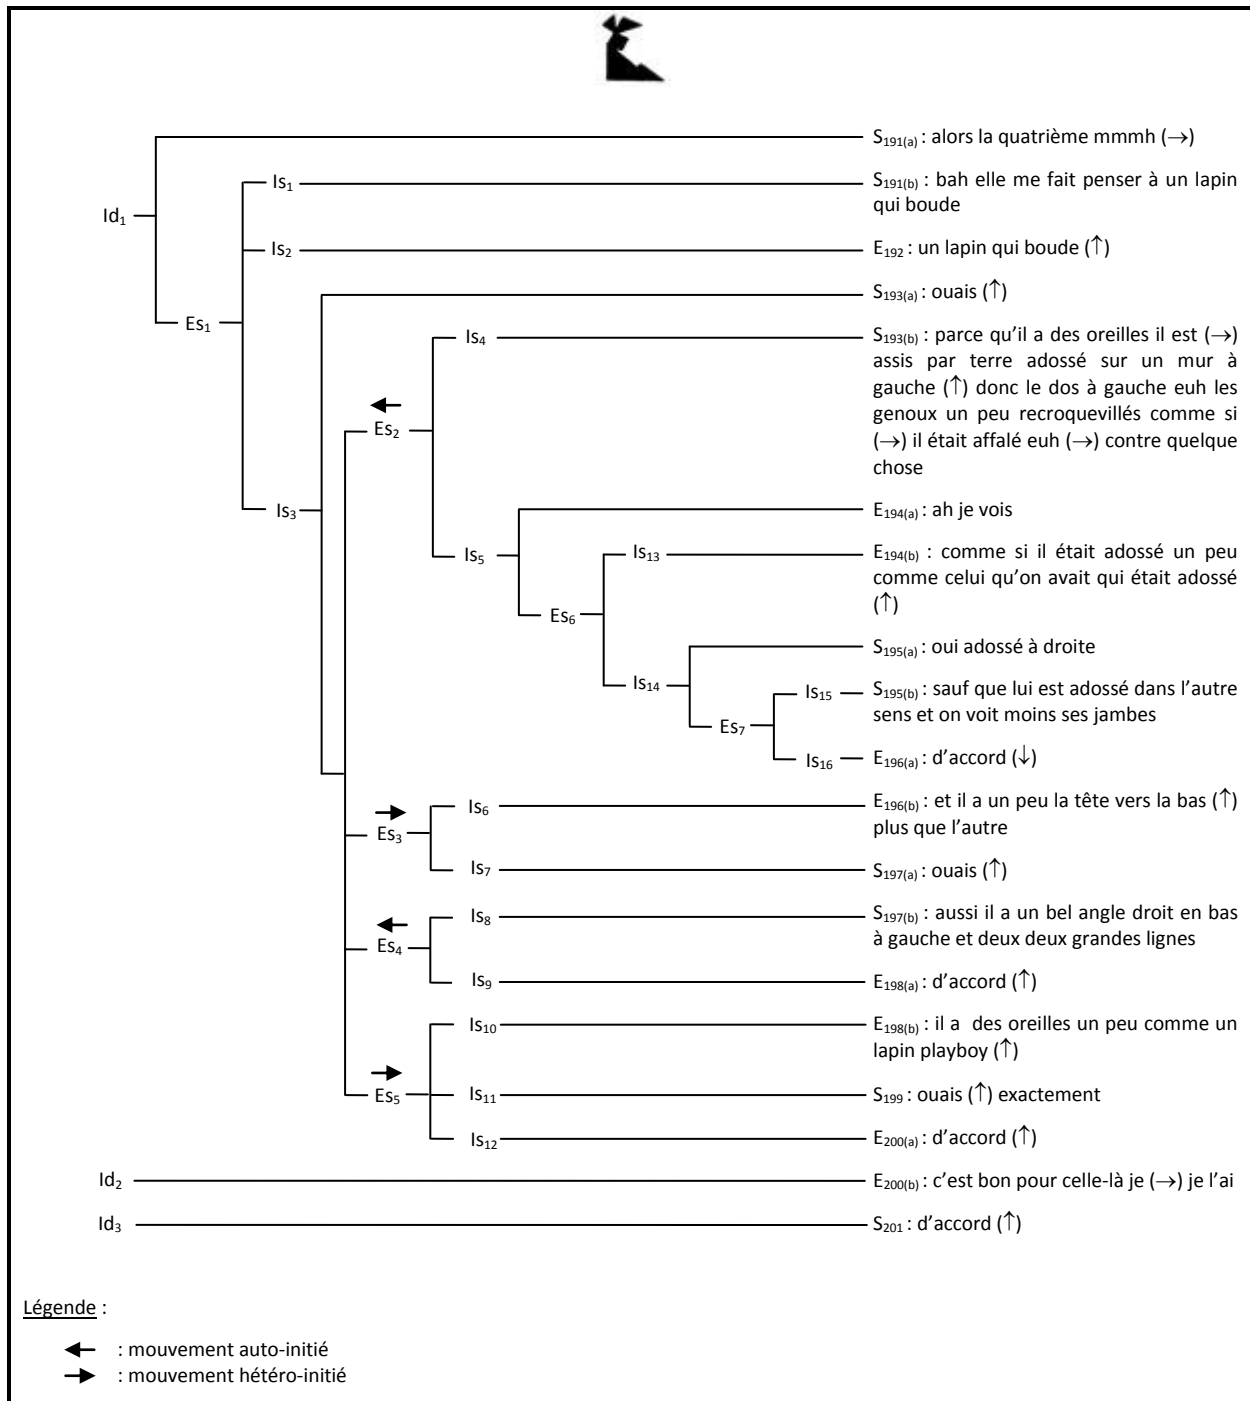 S191(a) : alors la quatrième mmmh (→)
Is1
S191(b) : bah elle me fait penser à un lapin
qui boude
Id1
Is2
E192 : un lapin qui boude (↑)
S193(a) : ouais (↑)
Es1
Is4
S193(b) : parce qu'il a des oreilles il est (→)
assis par terre adossé sur un mur à
gauche (↑) donc le dos à gauche euh les
genoux un peu recroquevillés comme si
(→) il était affalé euh (→) contre quelque
chose
Es2
Is3
E194(a) : ah je vois
Is5
Is13
E194(b) : comme si il était adossé un peu
comme celui qu'on avait qui était adossé
(↑)
Es6
S195(a) : oui adossé à droite
Is14
Is15
S195(b) : sauf que lui est adossé dans l'autre
sens et on voit moins ses jambes
Es7
Is16
E196(a) : d'accord (↓)
Is6
E196(b) : et il a un peu la tête vers la bas (↑)
plus que l'autre
Es3
Is7
S197(a) : ouais (↑)
Is8
S197(b) : aussi il a un bel angle droit en bas
à gauche et deux deux grandes lignes
Es4
Is9
E198(a) : d'accord (↑)
Is10
E198(b) : il a des oreilles un peu comme un
lapin playboy (↑)
Es5
Is11
S199 : ouais (↑) exactement
Is12
E200(a) : d'accord (↑)
Id2
E200(b) : c'est bon pour celle-là je (→) je l'ai
Id3
S201 : d'accord (↑)
Légende :
← : mouvement auto-initié
→ : mouvement hétéro-initié